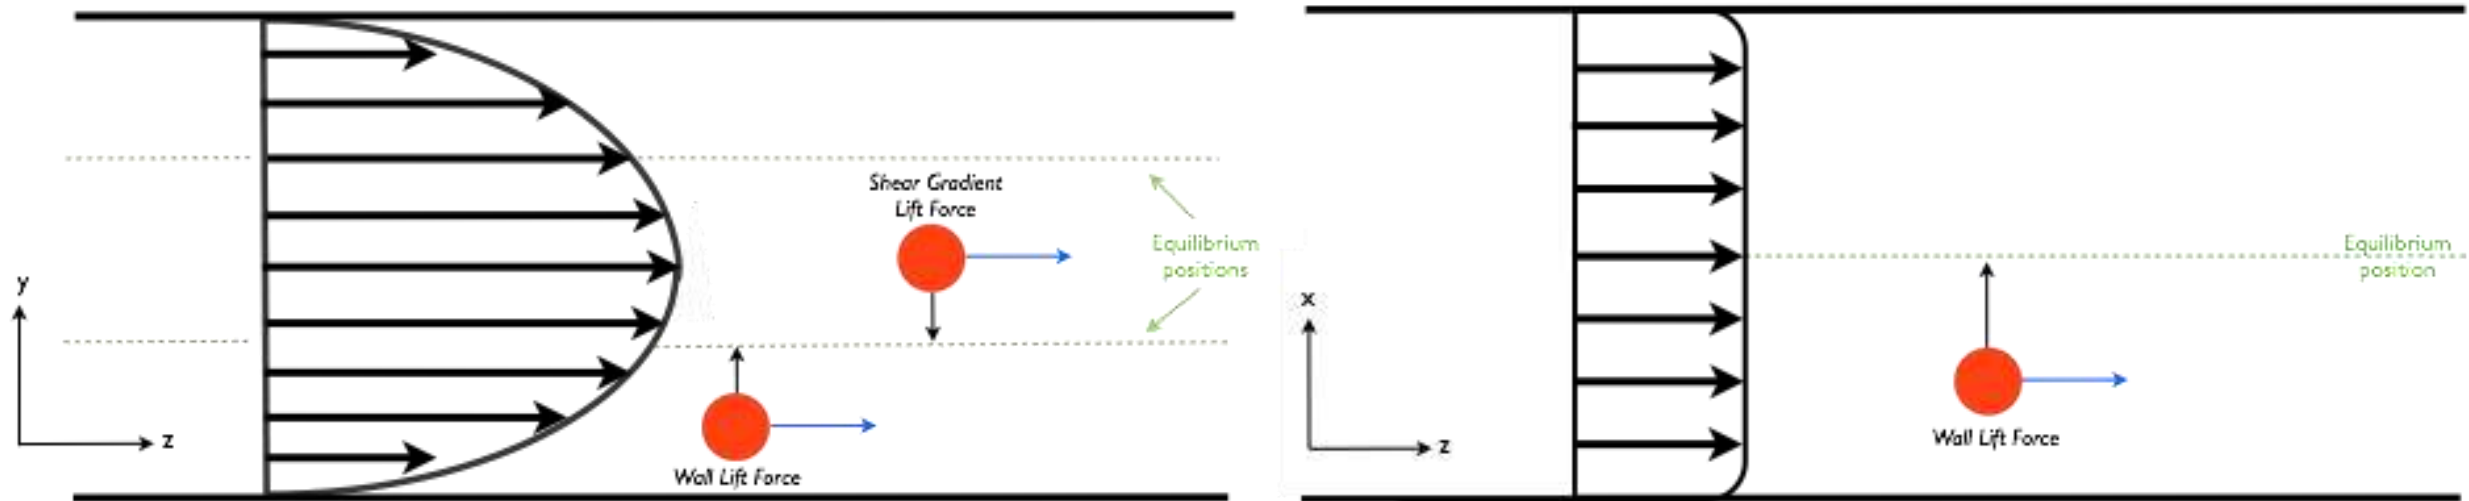 y
z
Shear Gradient
Lift Force
Equilibrium
positions
Wall Lift Force
x
z
Equilibrium
position
Wall Lift Force